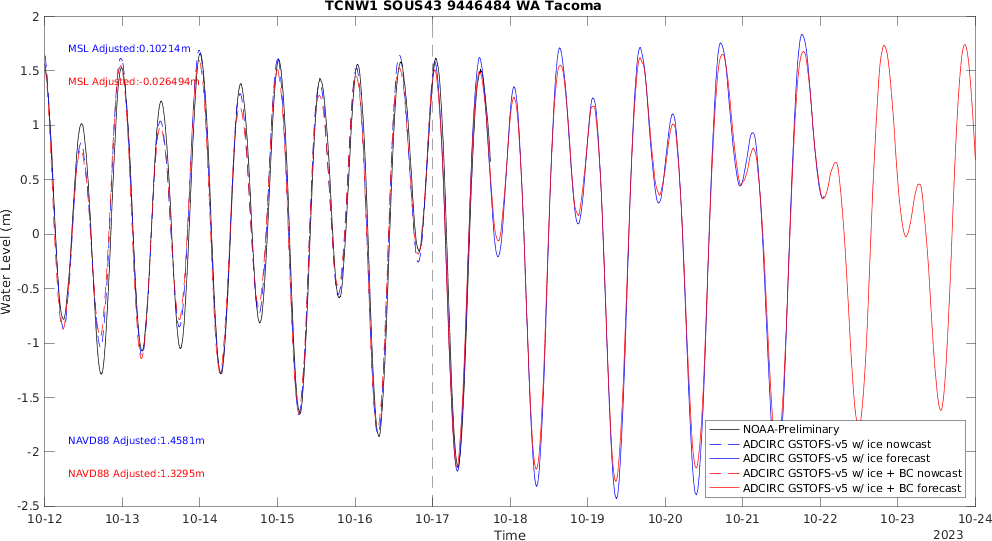 TCNW1 SOUS43 9446484 WA Tacoma
2
1.5
1
0.5
0
-0.5
-1
-1.5
-2
-2.5
Water Level (m)
MSL Adjusted:0.10214m
MSL Adjusted:-0.026494m
NAVD88 Adjusted:1.4581m
NAVD88 Adjusted:1.3295m
NOAA-Preliminary
ADCIRC GSTOFS-v5 w/ ice nowcast
ADCIRC GSTOFS-v5 w/ ice forecast
ADCIRC GSTOFS-v5 w/ ice + BC nowcast
ADCIRC GSTOFS-v5 w/ ice + BC forecast
10-12 10-13 10-14 10-15 10-16 10-17 10-18 10-19 10-20 10-21 10-22 10-23 10-24
Time
2023